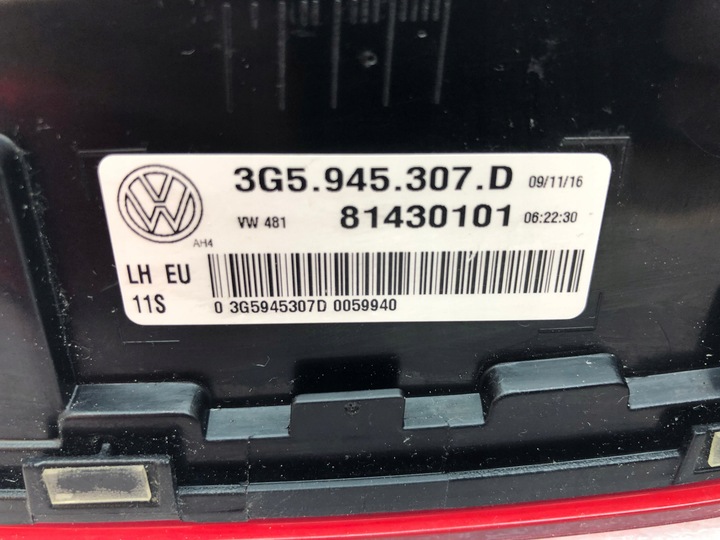 3G5.945.307.D 09/11/16
VW 481 81430101 06:22:30
AH4
LH EU
11S
0 3G5945307D 0059940